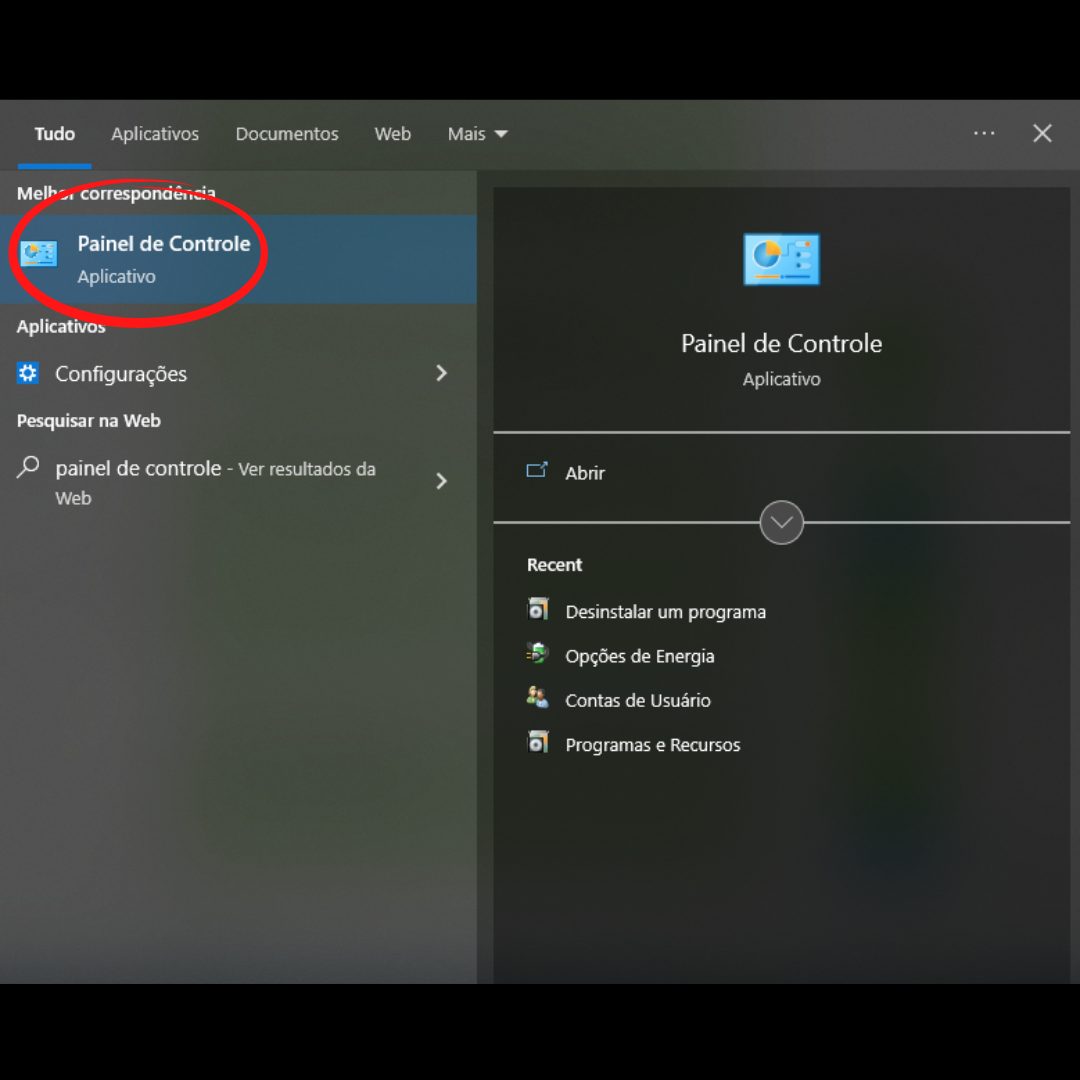 Tudo Aplicativos Documentos Web Mais
Melhor correspondência
Painel de Controle
Aplicativo
Aplicativos
Configurações
Pesquisar na Web
painel de controle - Ver resultados da
Web
Painel de Controle
Aplicativo
Abrir
Recent
Desinstalar um programa
Opções de Energia
Contas de Usuário
Programas e Recursos